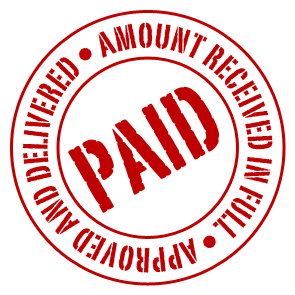 AMOUNT RECEIVED IN FULL • APPROVED AND DELIVERED •
PAID